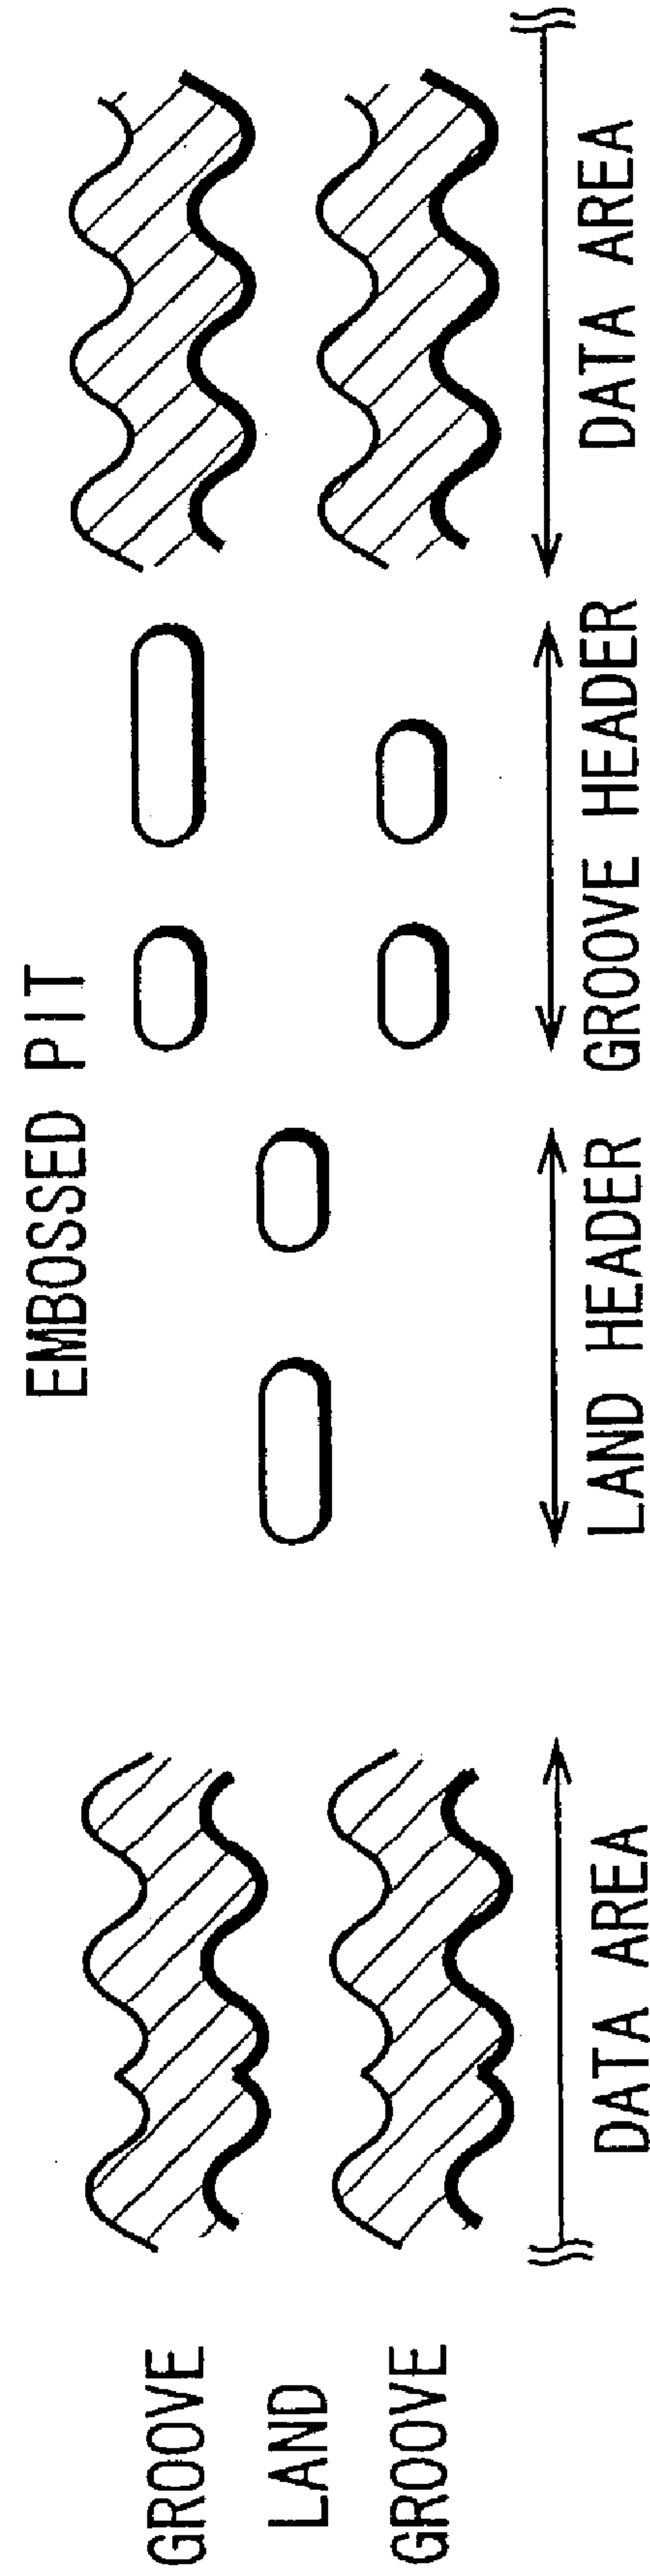 EMBOSSED PIT
GROOVE
LAND
GROOVE
DATA AREA
LAND HEADER
GROOVE HEADER
DATA AREA